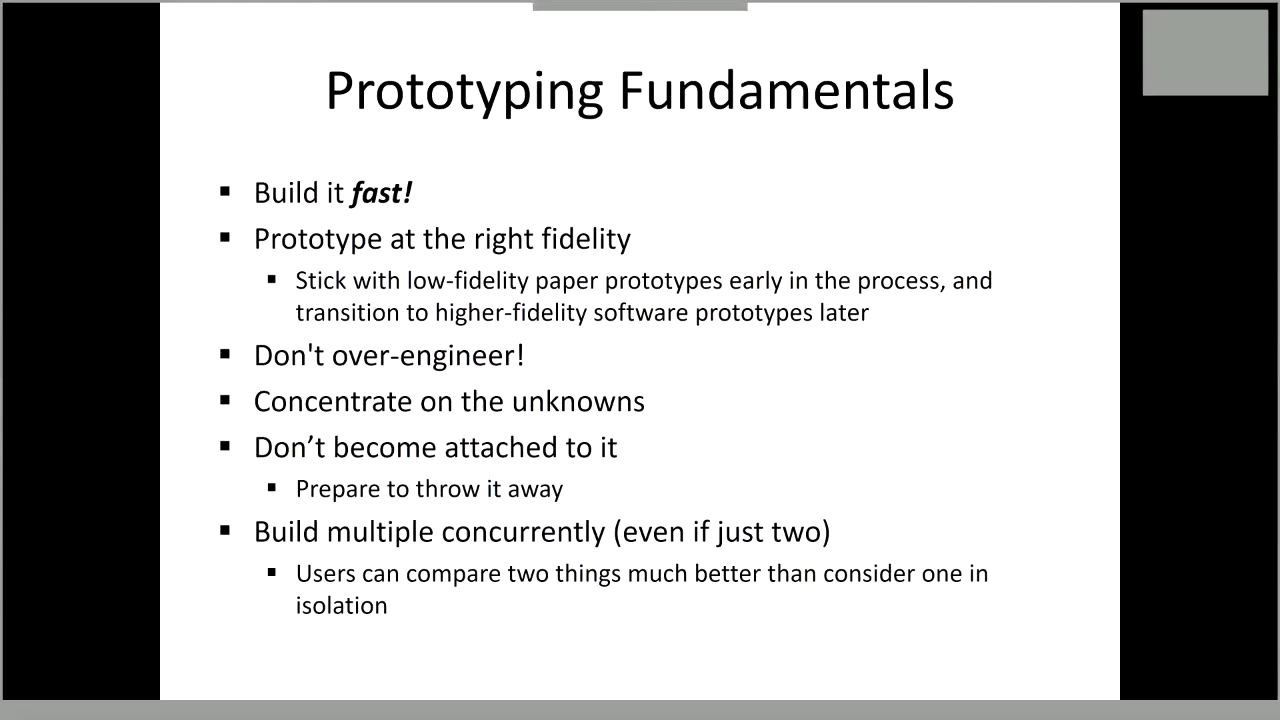 Prototyping Fundamentals
▪ Build it fast!
▪ Prototype at the right fidelity
▪ Stick with low-fidelity paper prototypes early in the process, and
transition to higher-fidelity software prototypes later
▪ Don't over-engineer!
▪ Concentrate on the unknowns
▪ Don’t become attached to it
▪ Prepare to throw it away
▪ Build multiple concurrently (even if just two)
▪ Users can compare two things much better than consider one in
isolation